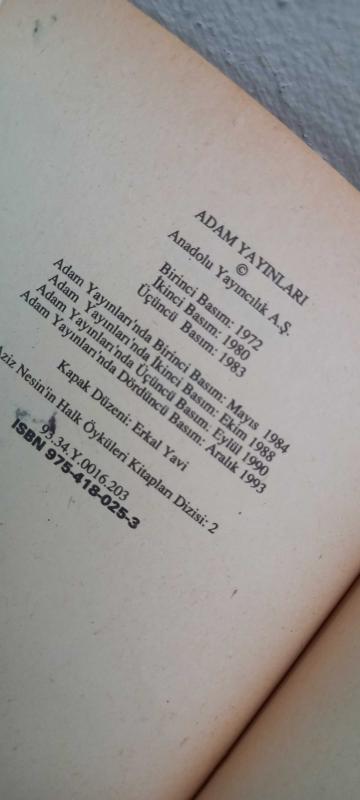 ADAM YAYINLARI
©
Anadolu Yayıncılık A.Ş.
Birinci Basım: 1972
İkinci Basım: 1980
Üçüncü Basım: 1983
Adam Yayınları'nda Birinci Basım: Mayıs 1984
Adam Yayınları'nda İkinci Basım: Ekim 1988
Adam Yayınları'nda Üçüncü Basım: Eylül 1990
Adam Yayınları'nda Dördüncü Basım: Aralık 1993
Kapak Düzeni: Erkal Yavi
Aziz Nesin'in Halk Öyküleri Kitapları Dizisi: 2
93.34.Y.0016.203
ISBN 975-418-025-3